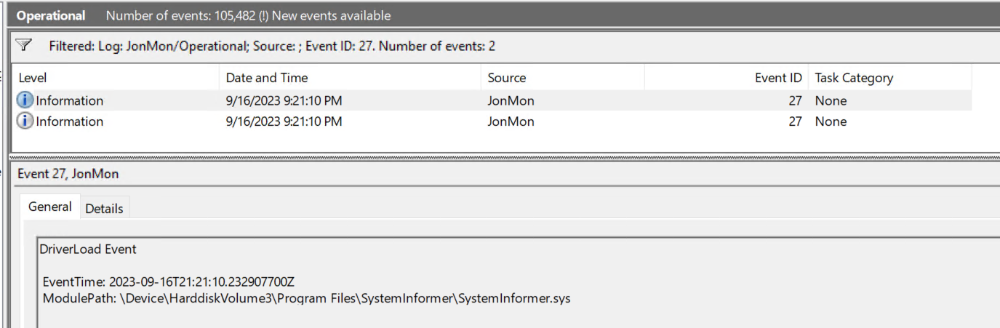 Operational Number of events: 105,482 (!) New events available
Filtered: Log: JonMon/Operational; Source: ; Event ID: 27. Number of events: 2
Level Date and Time Source Event ID Task Category
Information 9/16/2023 9:21:10 PM JonMon 27 None
Information 9/16/2023 9:21:10 PM JonMon 27 None
Event 27, JonMon
General Details
DriverLoad Event
EventTime: 2023-09-16T21:21:10.232907700Z
ModulePath: \Device\HarddiskVolume3\Program Files\SystemInformer\SystemInformer.sys